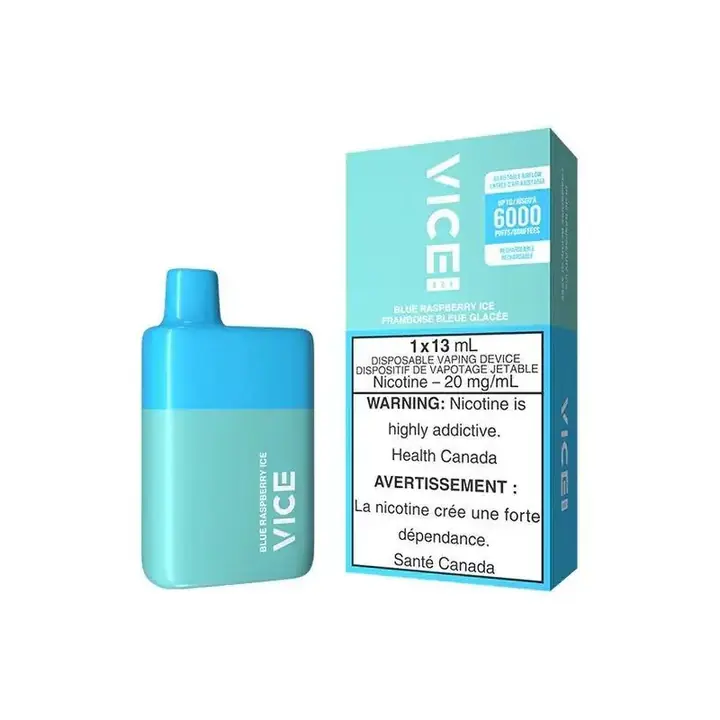 BLUE RASPBERRY ICE
VICE
VICE
BOX
BLUE RASPBERRY ICE
FRAMBOISE BLEUE GLACÉE
UP TO/JUSQU'À
6000
PUFFS/BOUFFÉES
RECHARGEABLE
RECHARGEABLE
1 x 13 mL
DISPOSABLE VAPING DEVICE
DISPOSITIF DE VAPOTAGE JETABLE
Nicotine – 20 mg/mL
WARNING: Nicotine is
highly addictive.
Health Canada
AVERTISSEMENT :
La nicotine crée une forte
dépendance.
Santé Canada
VICE